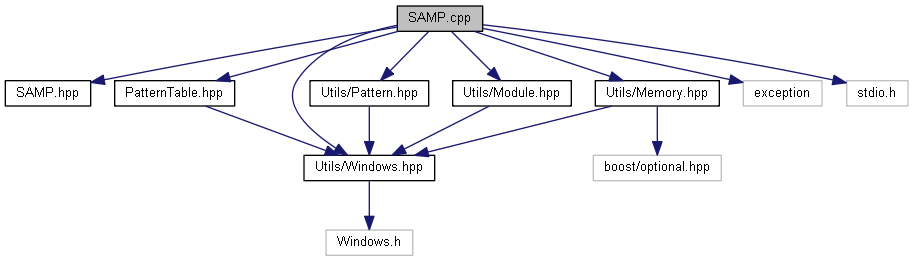 SAMP.cpp
SAMP.hpp
PatternTable.hpp
Utils/Pattern.hpp
Utils/Module.hpp
Utils/Memory.hpp
exception
stdio.h
Utils/Windows.hpp
boost/optional.hpp
Windows.h